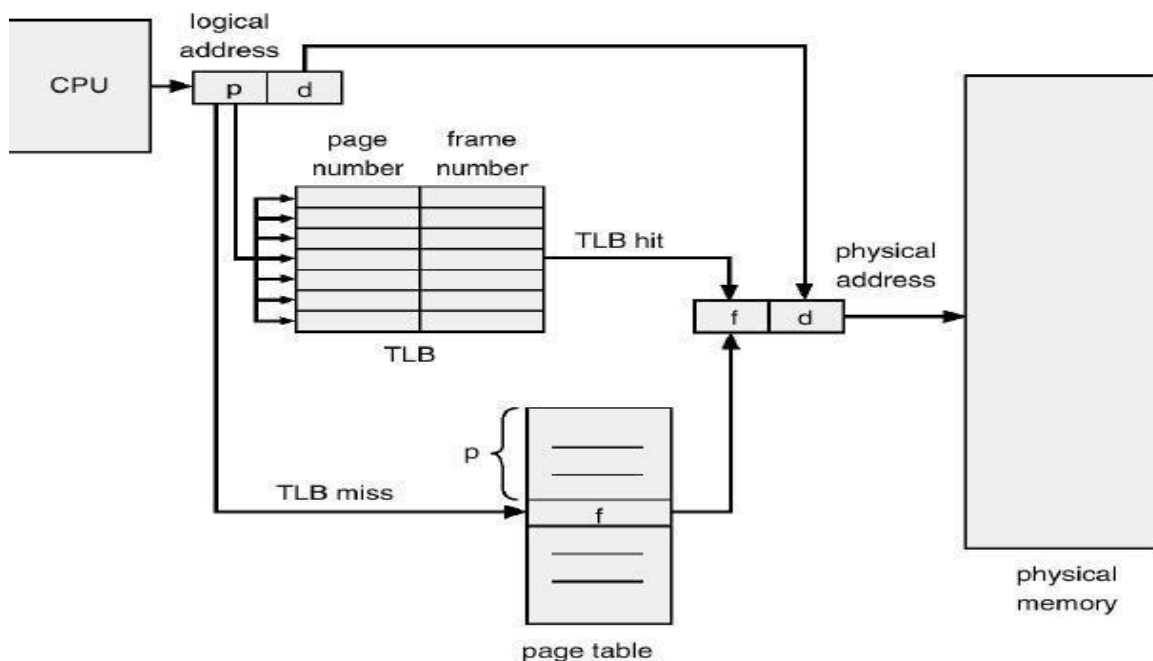 logical
address
CPU
p
d
page
number
frame
number
TLB hit
physical
address
f
d
TLB
p
TLB miss
f
physical
memory
page table